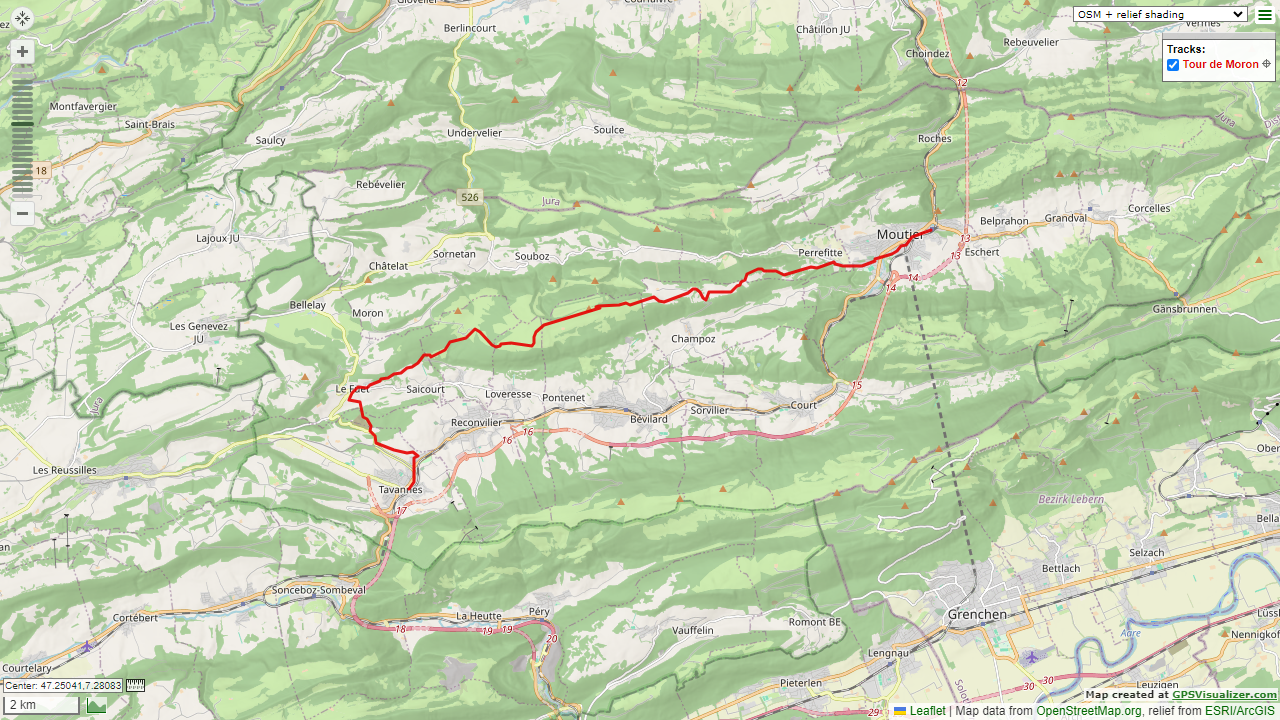 Berlincourt
Châtillon JU
OSM + relief shading
Vermes
Rebeuvelier
Choindez
Tracks:
Tour de Moron
12
Montfavergier
Saint-Brais
Saulcy
Undervelier
Soulce
Roches
Jura
18
Rebévelier
526
Jura
Corcelles
Grandval
Belprahon
Moutier
13
13
Lajoux JU
Sornetan
Souboz
Perrefitte
Eschert
Châtelat
14
14
Bellelay
Moron
Gänsbrunnen
Les Genevez
JU
Champoz
Le Fuet
Saicourt
Loveresse
Pontenet
15
Jura
Sorvilier
Court
Bévilard
Reconvilier
16
16
Les Reussilles
Tavannes
17
Bezirk Lebern
Selzach
Bettlach
Sonceboz-Sombeval
Cortébert
La Heutte
Péry
Grenchen
18
19
19
20
Vauffelin
Romont BE
Aare
Lengnau
Courtelary
Pieterlen
30
30
Leuzigen
29
Center: 47.25041,7.28083
2 km
Map created at GPSVisualizer.com
Leaflet | Map data from OpenStreetMap.org, relief from ESRI/ArcGIS